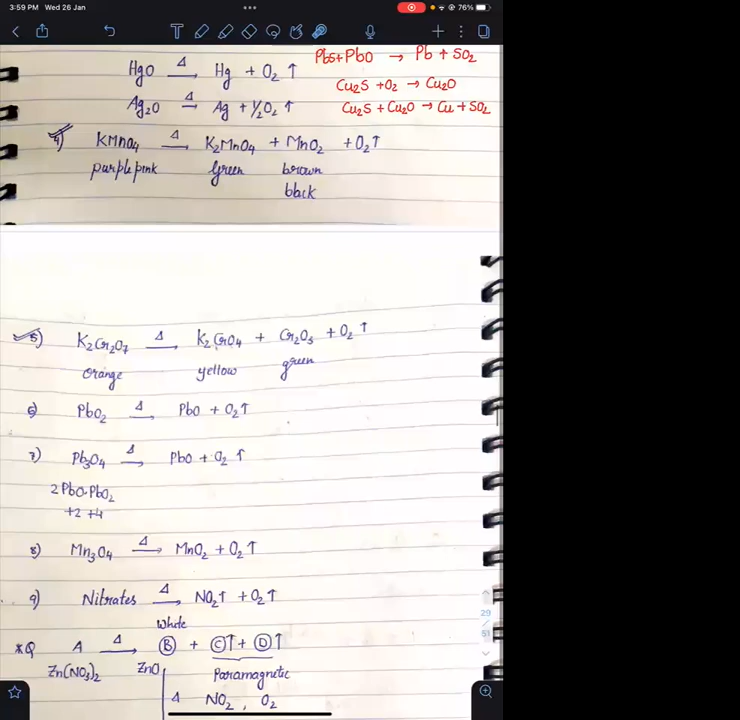 3:59 PM Wed 26 Jan
76%
PbS+PbO → Pb + SO₂
HgO —Δ→ Hg + O₂ ↑
Cu₂S +O₂ → Cu₂O
Ag₂O —Δ→ Ag + ½O₂ ↑
Cu₂S + Cu₂O → Cu + SO₂
4) KMnO₄ —Δ→ K₂MnO₄ + MnO₂ + O₂↑
purple pink green brown
black
5) K₂Cr₂O₇ —Δ→ K₂CrO₄ + Cr₂O₃ + O₂ ↑
orange yellow green
6) PbO₂ —Δ→ PbO + O₂↑
7) Pb₃O₄ —Δ→ PbO + O₂ ↑
2PbO·PbO₂
+2 +4
8) Mn₃O₄ —Δ→ MnO₂ + O₂↑
9) Nitrates —Δ→ NO₂↑ + O₂↑
white
29
/
51
*Q A —Δ→ Ⓑ + Ⓒ↑ + Ⓓ↑
Zn(NO₃)₂ ZnO Paramagnetic
Δ NO₂ , O₂